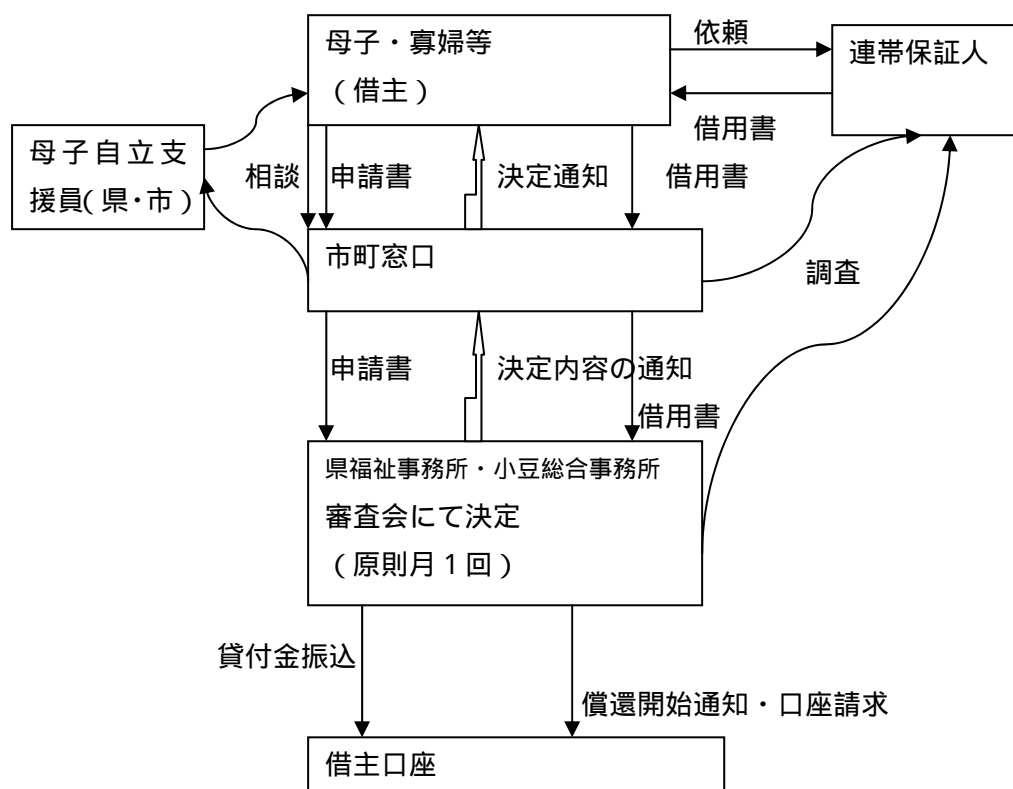 母子・寡婦等
（借主）
依頼
連帯保証人
借用書
母子自立支
援員（県・市）
相談
申請書
決定通知
借用書
市町窓口
調査
申請書
決定内容の通知
借用書
県福祉事務所・小豆総合事務所
審査会にて決定
（原則月１回）
貸付金振込
償還開始通知・口座請求
借主口座